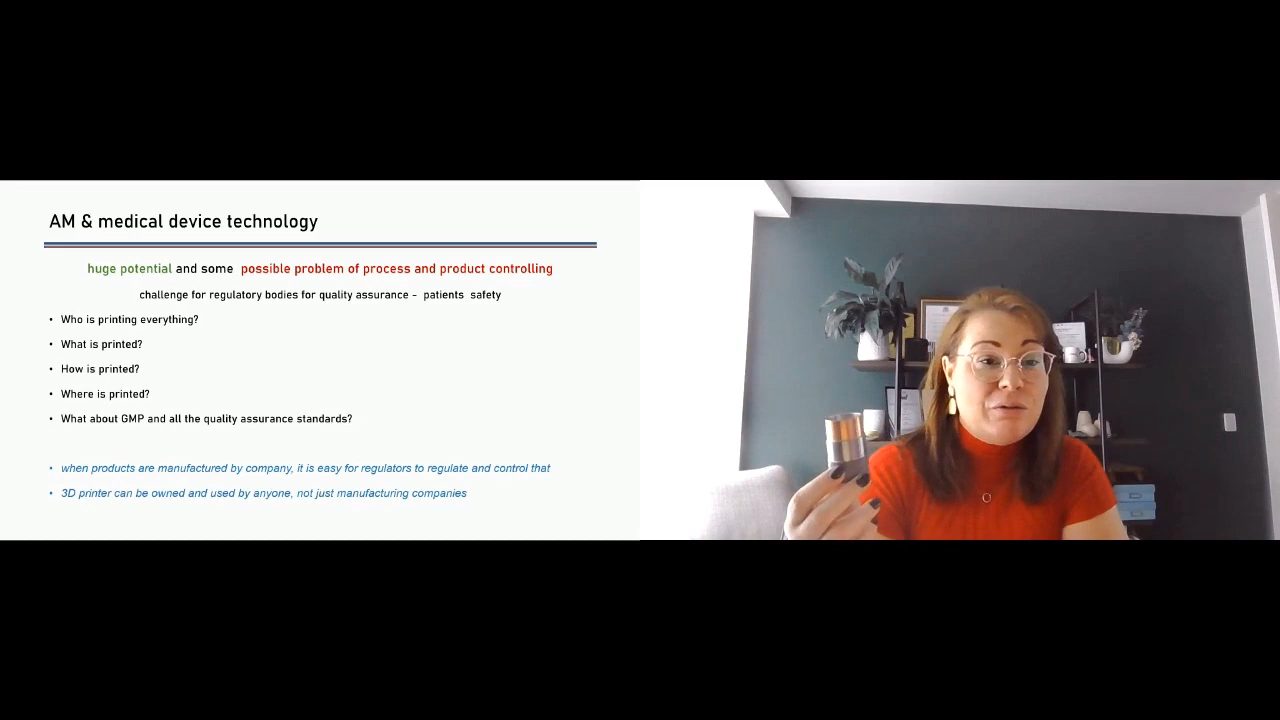 AM & medical device technology
huge potential and some possible problem of process and product controlling
challenge for regulatory bodies for quality assurance - patients safety
• Who is printing everything?
• What is printed?
• How is printed?
• Where is printed?
• What about GMP and all the quality assurance standards?
• when products are manufactured by company, it is easy for regulators to regulate and control that
• 3D printer can be owned and used by anyone, not just manufacturing companies